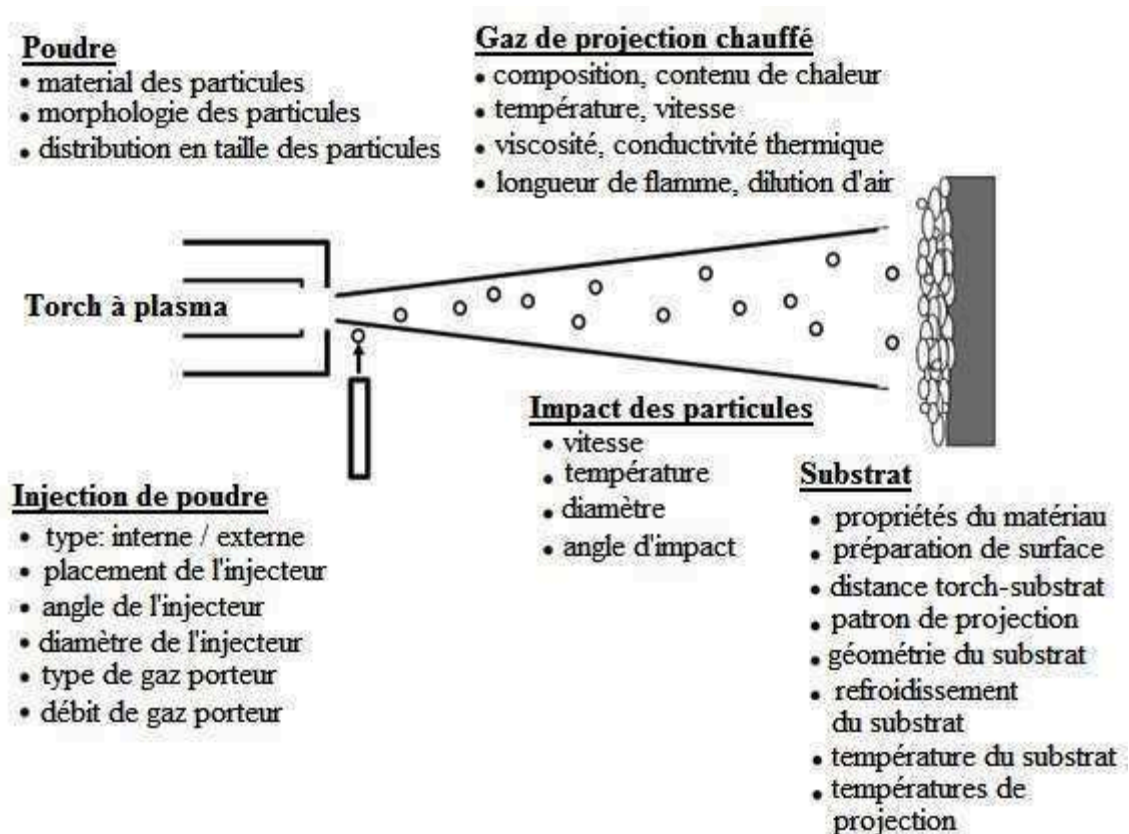 Poudre
• material des particules
• morphologie des particules
• distribution en taille des particules
Gaz de projection chauffé
• composition, contenu de chaleur
• température, vitesse
• viscosité, conductivité thermique
• longueur de flamme, dilution d'air
Torch à plasma
Impact des particules
• vitesse
• température
• diamètre
• angle d'impact
Injection de poudre
• type: interne / externe
• placement de l'injecteur
• angle de l'injecteur
• diamètre de l'injecteur
• type de gaz porteur
• débit de gaz porteur
Substrat
• propriétés du matériau
• préparation de surface
• distance torch-substrat
• patron de projection
• géométrie du substrat
• refroidissement
du substrat
• température du substrat
• températures de
projection